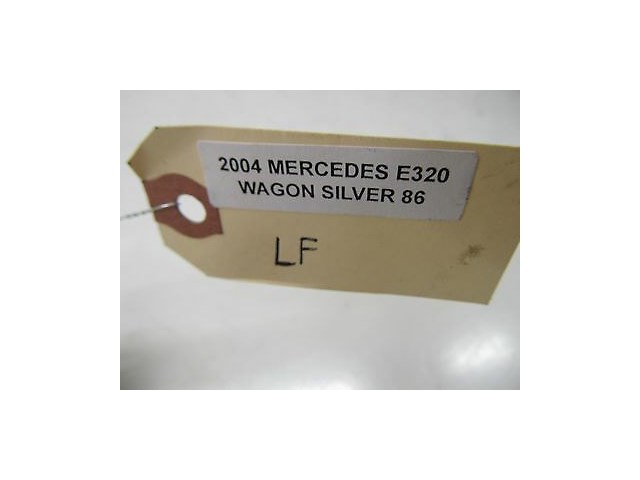 2004 MERCEDES E320
WAGON SILVER 86
LF